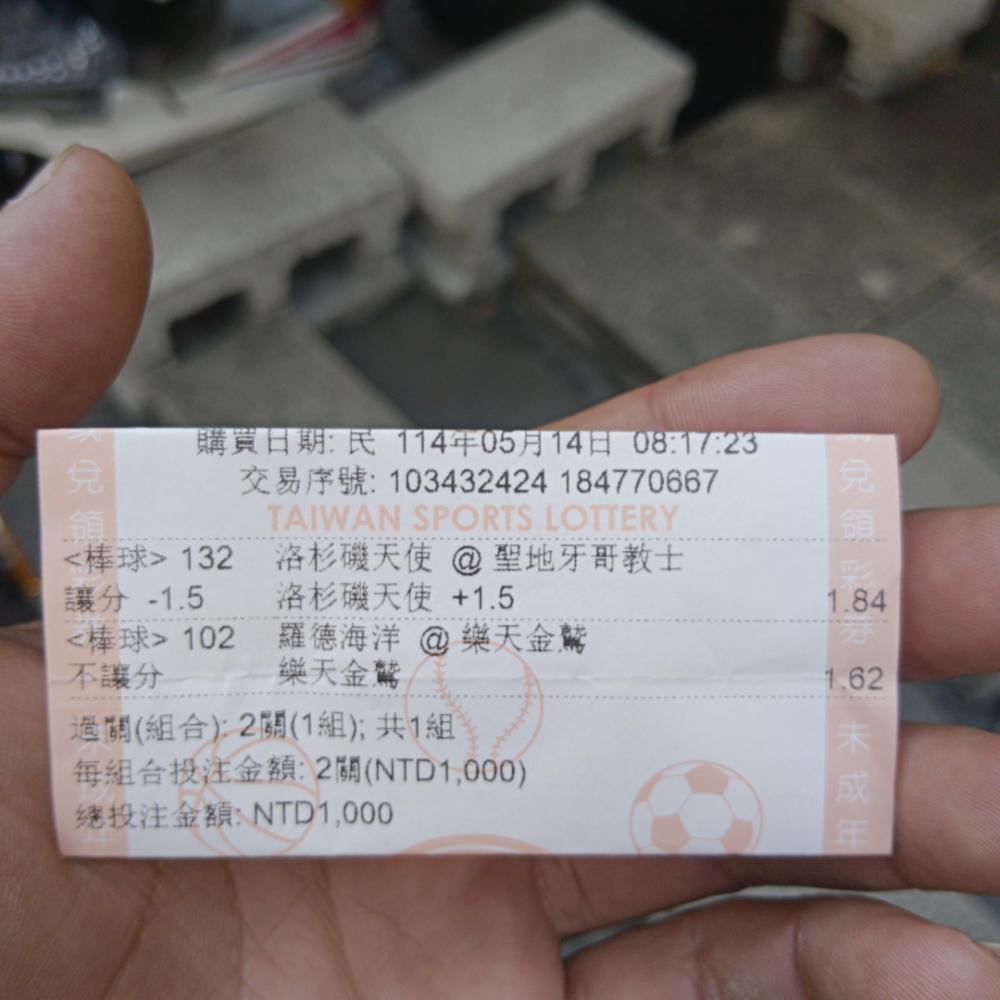 購買日期: 民 114年05月14日 08:17:23
交易序號: 103432424 184770667
TAIWAN SPORTS LOTTERY
<棒球> 132 洛杉磯天使 @ 聖地牙哥教士
讓分 -1.5 洛杉磯天使 +1.5 1.84
<棒球> 102 羅德海洋 @ 樂天金鷲
不讓分 樂天金鷲 1.62
過關(組合): 2關(1組); 共1組
每組合投注金額: 2關(NTD1,000)
總投注金額: NTD1,000
兌領彩券
未成年